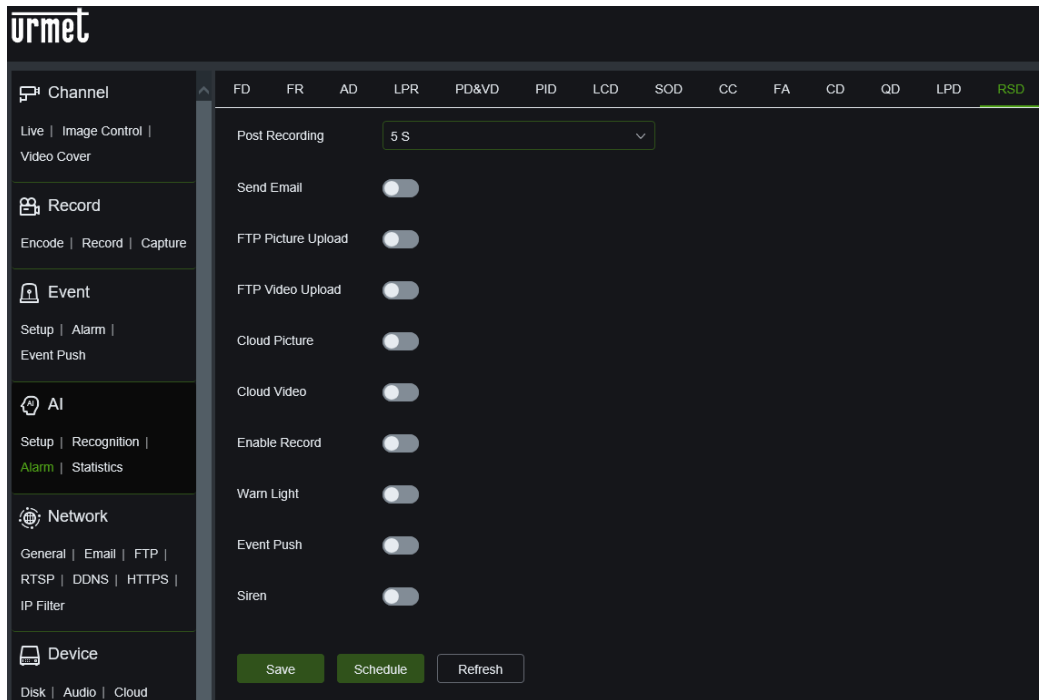 urmet
Channel
Live | Image Control |
Video Cover
Record
Encode | Record | Capture
Event
Setup | Alarm |
Event Push
AI
AI
Setup | Recognition |
Alarm | Statistics
Network
General | Email | FTP |
RTSP | DDNS | HTTPS |
IP Filter
Device
Disk | Audio | Cloud
FD FR AD LPR PD&VD PID LCD SOD CC FA CD QD LPD RSD
Post Recording 5 S
Send Email
FTP Picture Upload
FTP Video Upload
Cloud Picture
Cloud Video
Enable Record
Warn Light
Event Push
Siren
Save Schedule Refresh